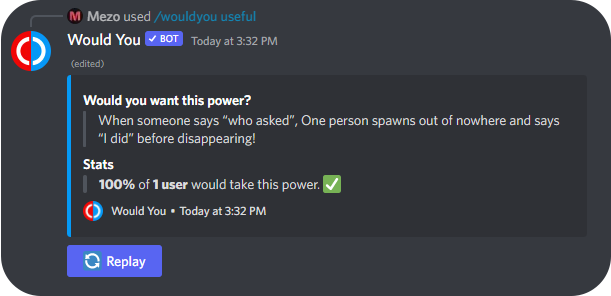 M Mezo used /wouldyou useful
Would You ✓ BOT Today at 3:32 PM
(edited)
Would you want this power?
When someone says “who asked”, One person spawns out of nowhere and says
“I did” before disappearing!
Stats
100% of 1 user would take this power. ✅
Would You • Today at 3:32 PM
Replay